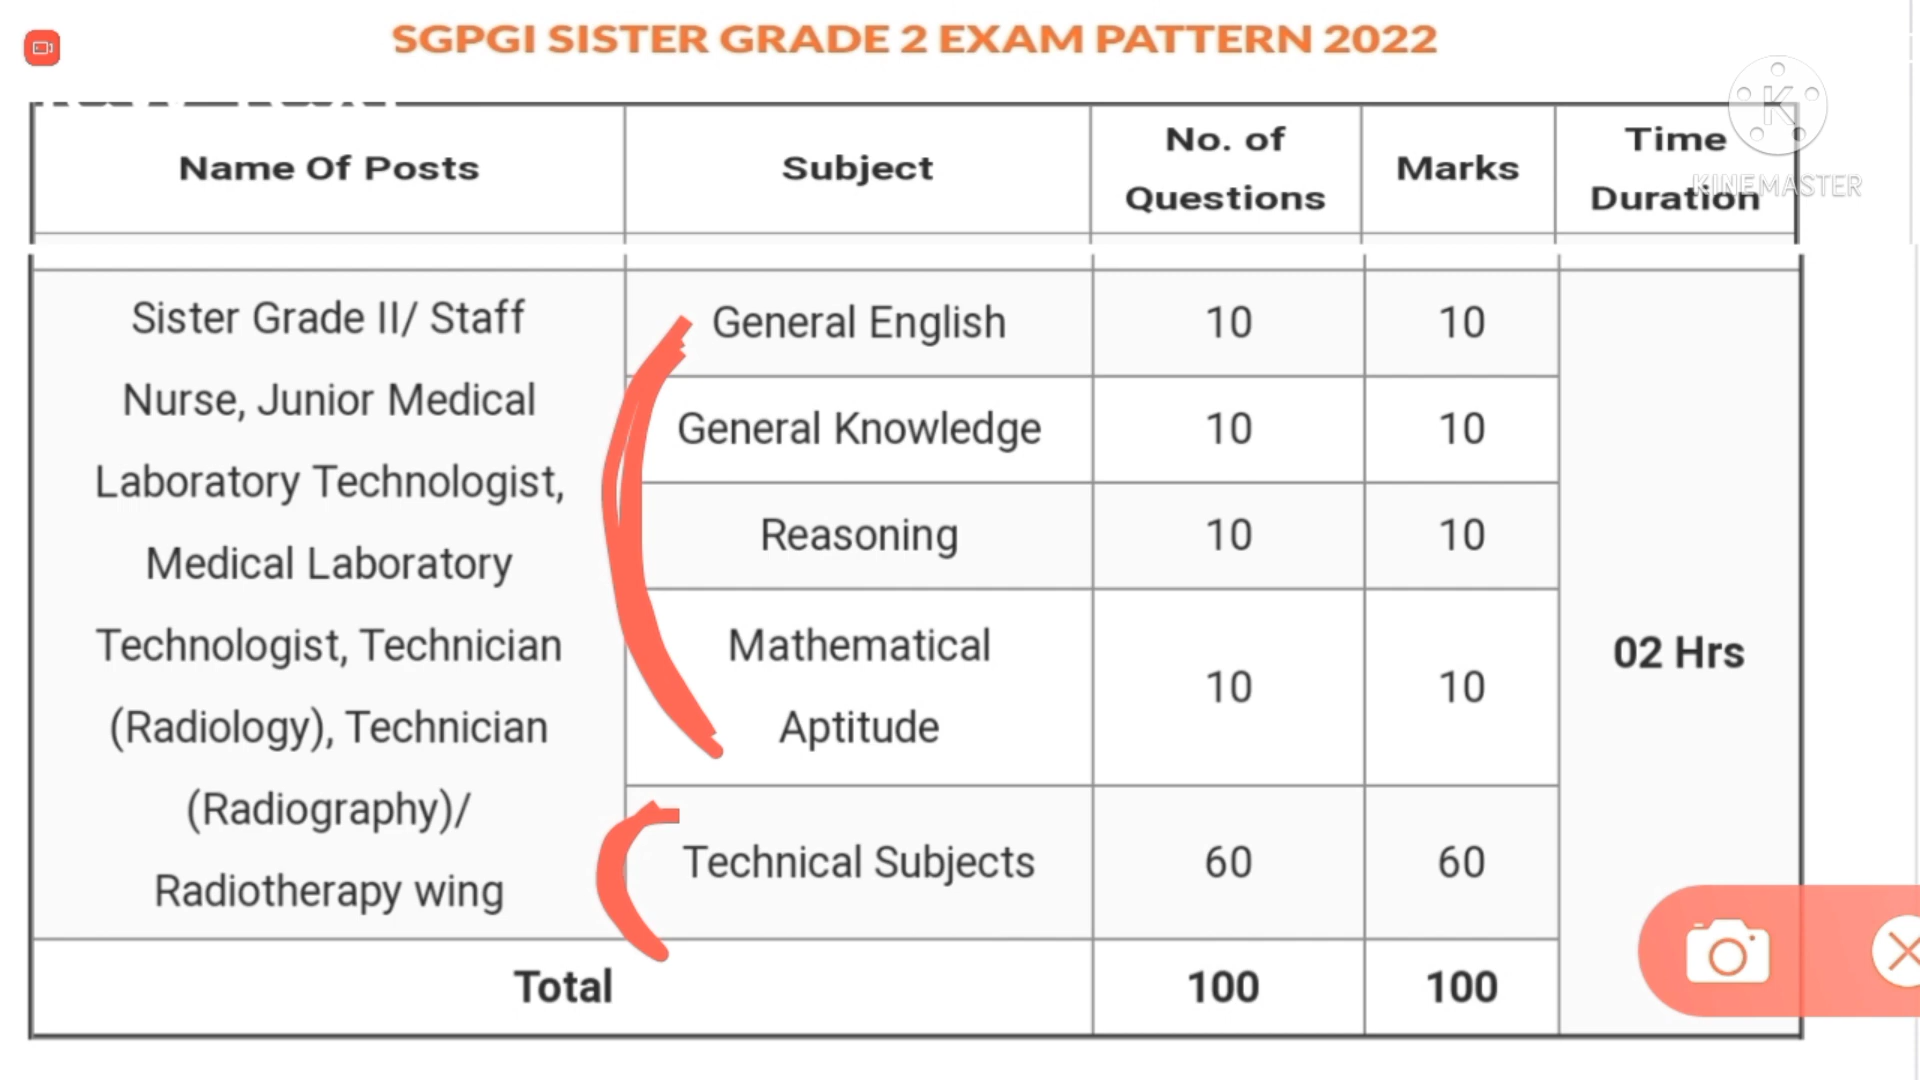 SGPGI SISTER GRADE 2 EXAM PATTERN 2022
KINEMASTER
Name Of Posts
Subject
No. of
Questions
Marks
Time
Duration
Sister Grade II/ Staff
Nurse, Junior Medical
Laboratory Technologist,
Medical Laboratory
Technologist, Technician
(Radiology), Technician
(Radiography)/
Radiotherapy wing
General English
10
10
General Knowledge
10
10
Reasoning
10
10
Mathematical
Aptitude
10
10
Technical Subjects
60
60
02 Hrs
Total
100
100